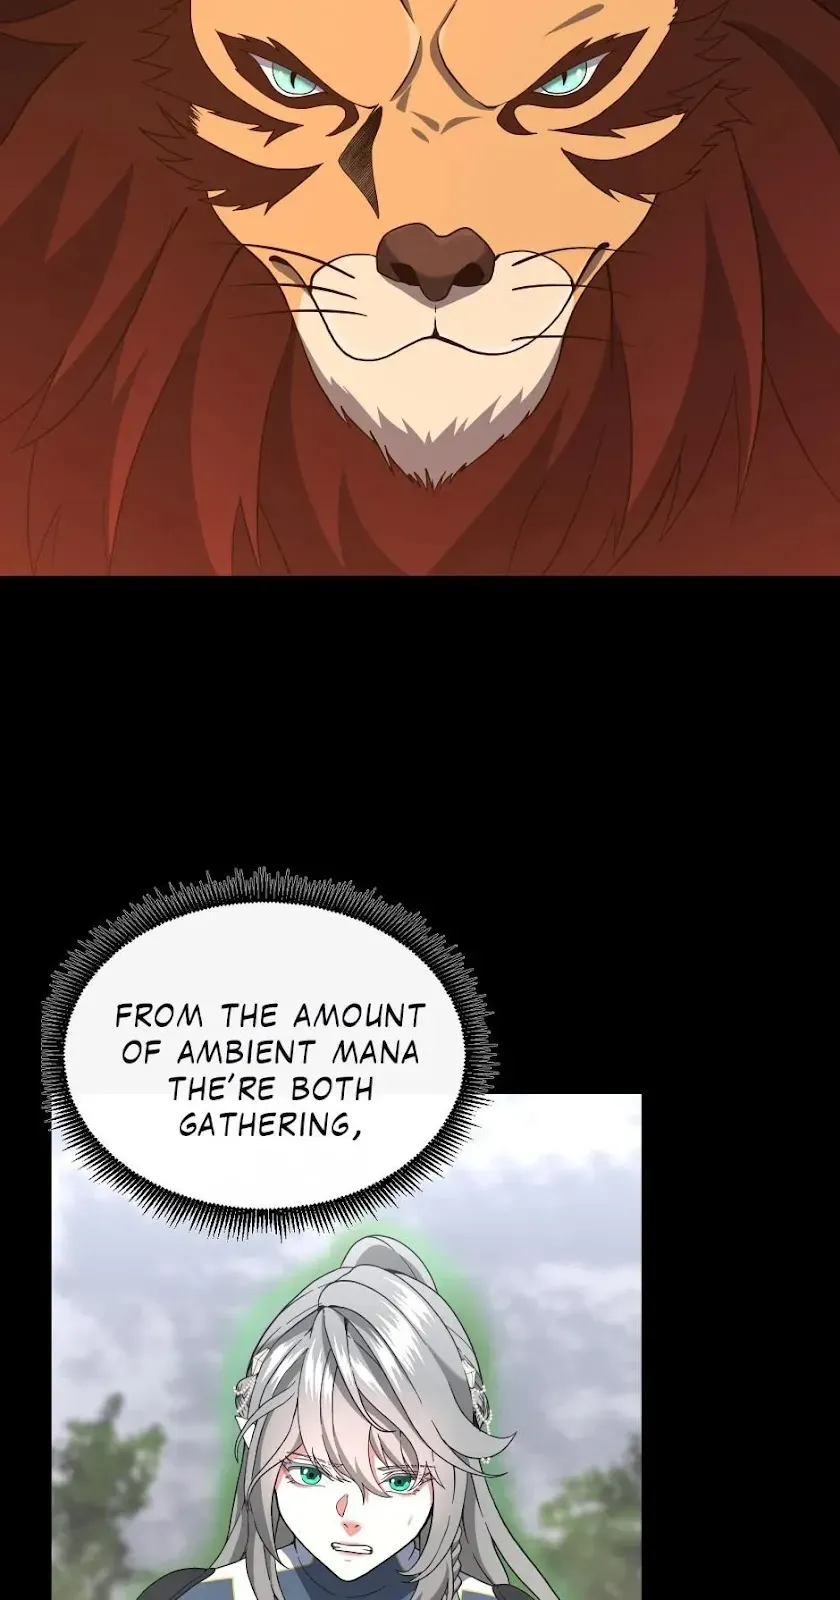 FROM THE AMOUNT
OF AMBIENT MANA
THE'RE BOTH
GATHERING,